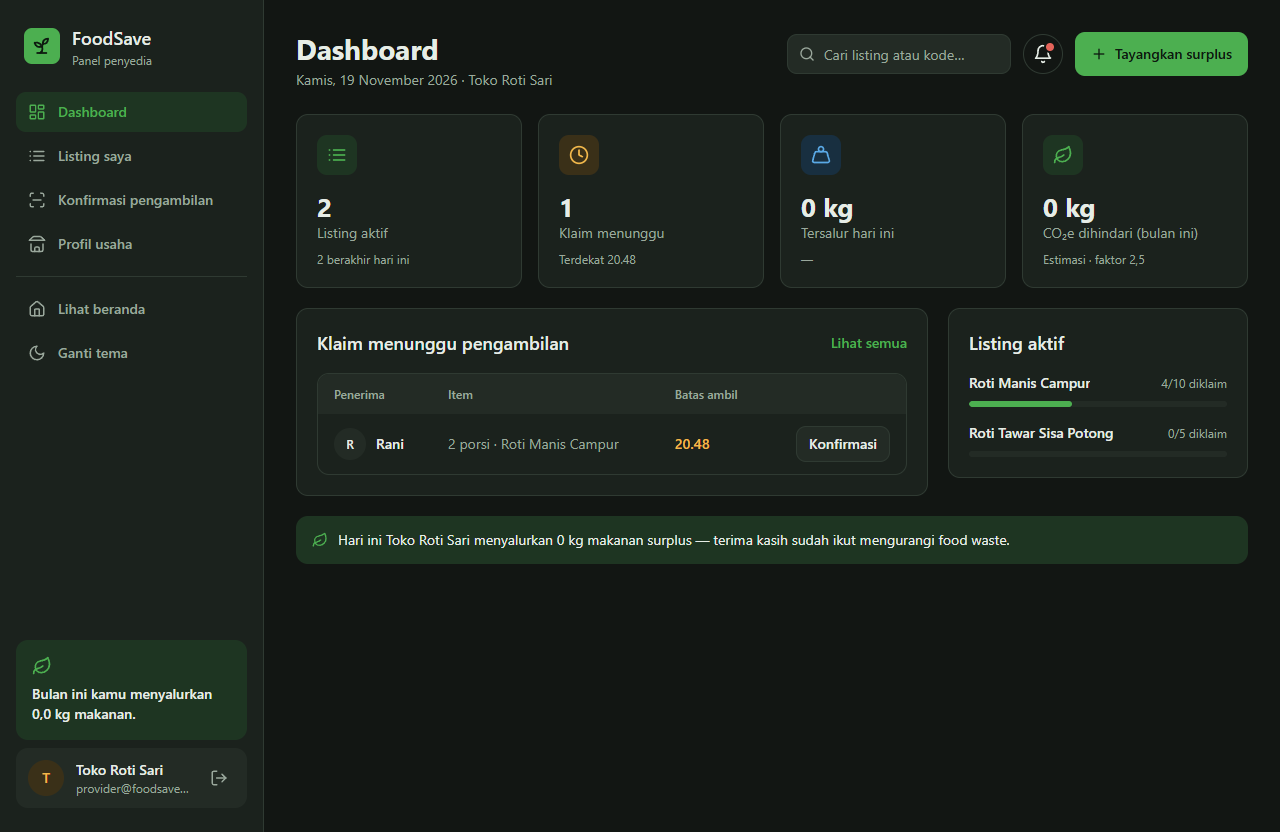 FoodSave
Panel penyedia
Dashboard
Listing saya
Konfirmasi pengambilan
Profil usaha
Lihat beranda
Ganti tema
Bulan ini kamu menyalurkan
0,0 kg makanan.
T
Toko Roti Sari
provider@foodsave...
Dashboard
Kamis, 19 November 2026 · Toko Roti Sari
Cari listing atau kode...
Tayangkan surplus
2
Listing aktif
2 berakhir hari ini
1
Klaim menunggu
Terdekat 20.48
0 kg
Tersalur hari ini
—
0 kg
CO₂e dihindari (bulan ini)
Estimasi · faktor 2,5
Klaim menunggu pengambilan
Lihat semua
Penerima Item Batas ambil
R Rani 2 porsi · Roti Manis Campur 20.48 Konfirmasi
Listing aktif
Roti Manis Campur 4/10 diklaim
Roti Tawar Sisa Potong 0/5 diklaim
Hari ini Toko Roti Sari menyalurkan 0 kg makanan surplus — terima kasih sudah ikut mengurangi food waste.